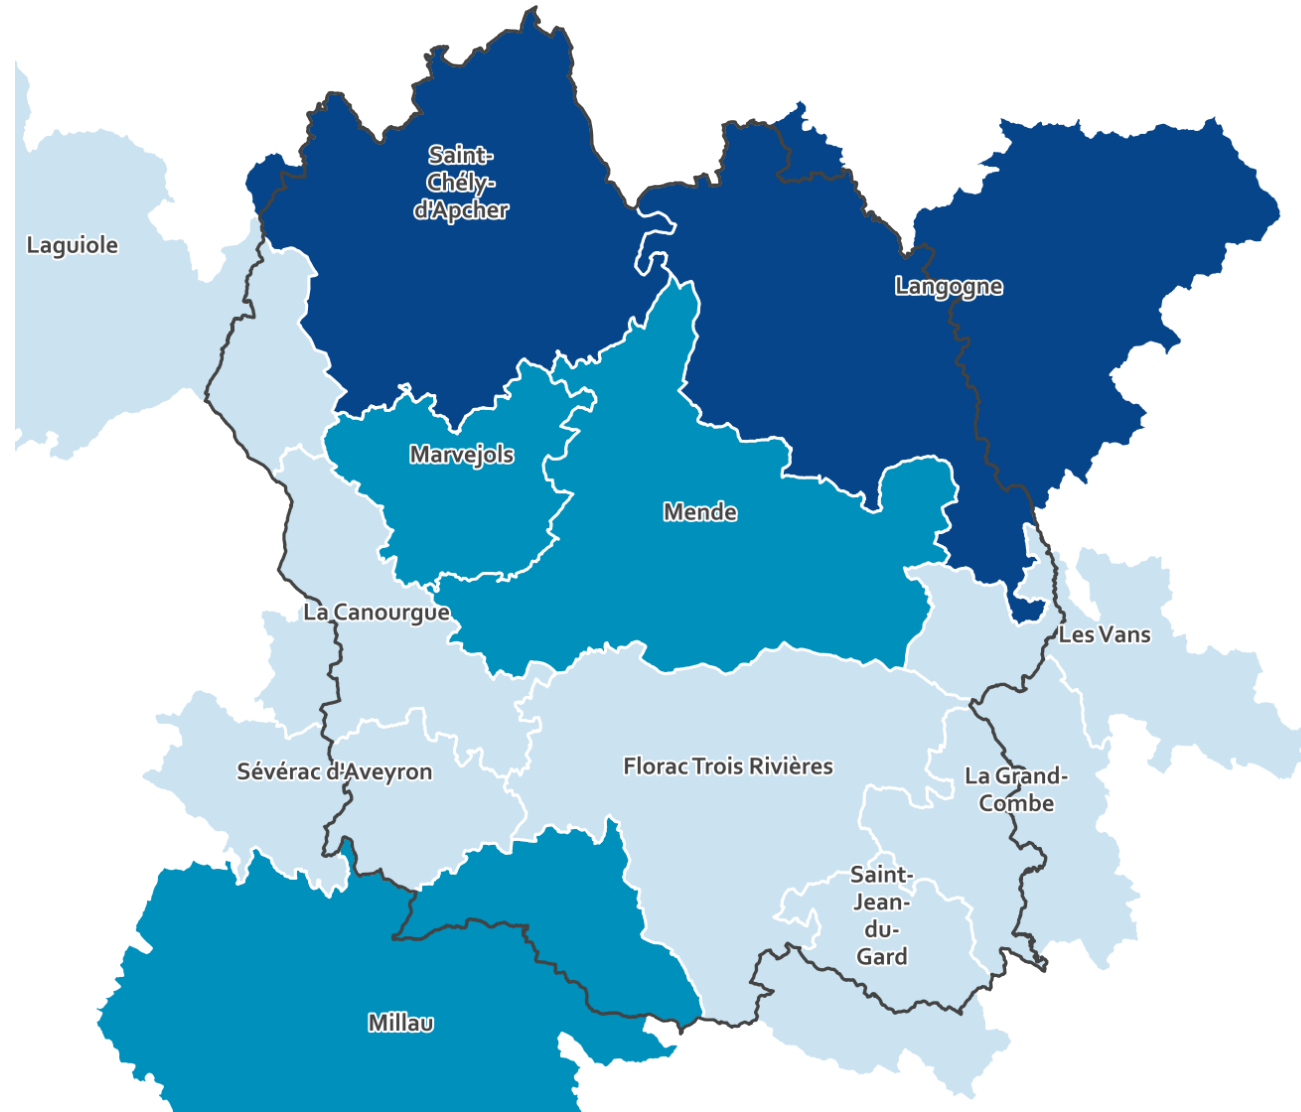 Saint-
Chély-
d'Apcher
Laguiole
Langogne
Marvejols
Mende
La Canourgue
Les Vans
Sévérac d'Aveyron
Florac Trois Rivières
La Grand-
Combe
Saint-
Jean-
du-
Gard
Millau